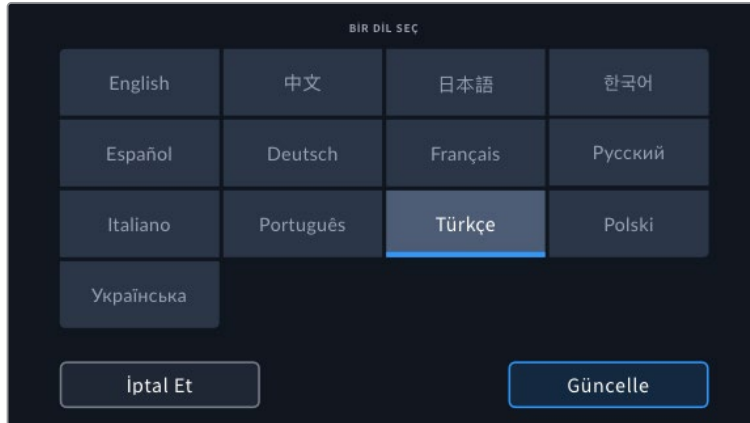 BİR DİL SEÇ
English 中文 日本語 한국어
Español Deutsch Français Русский
Italiano Português Türkçe Polski
Українська
İptal Et Güncelle